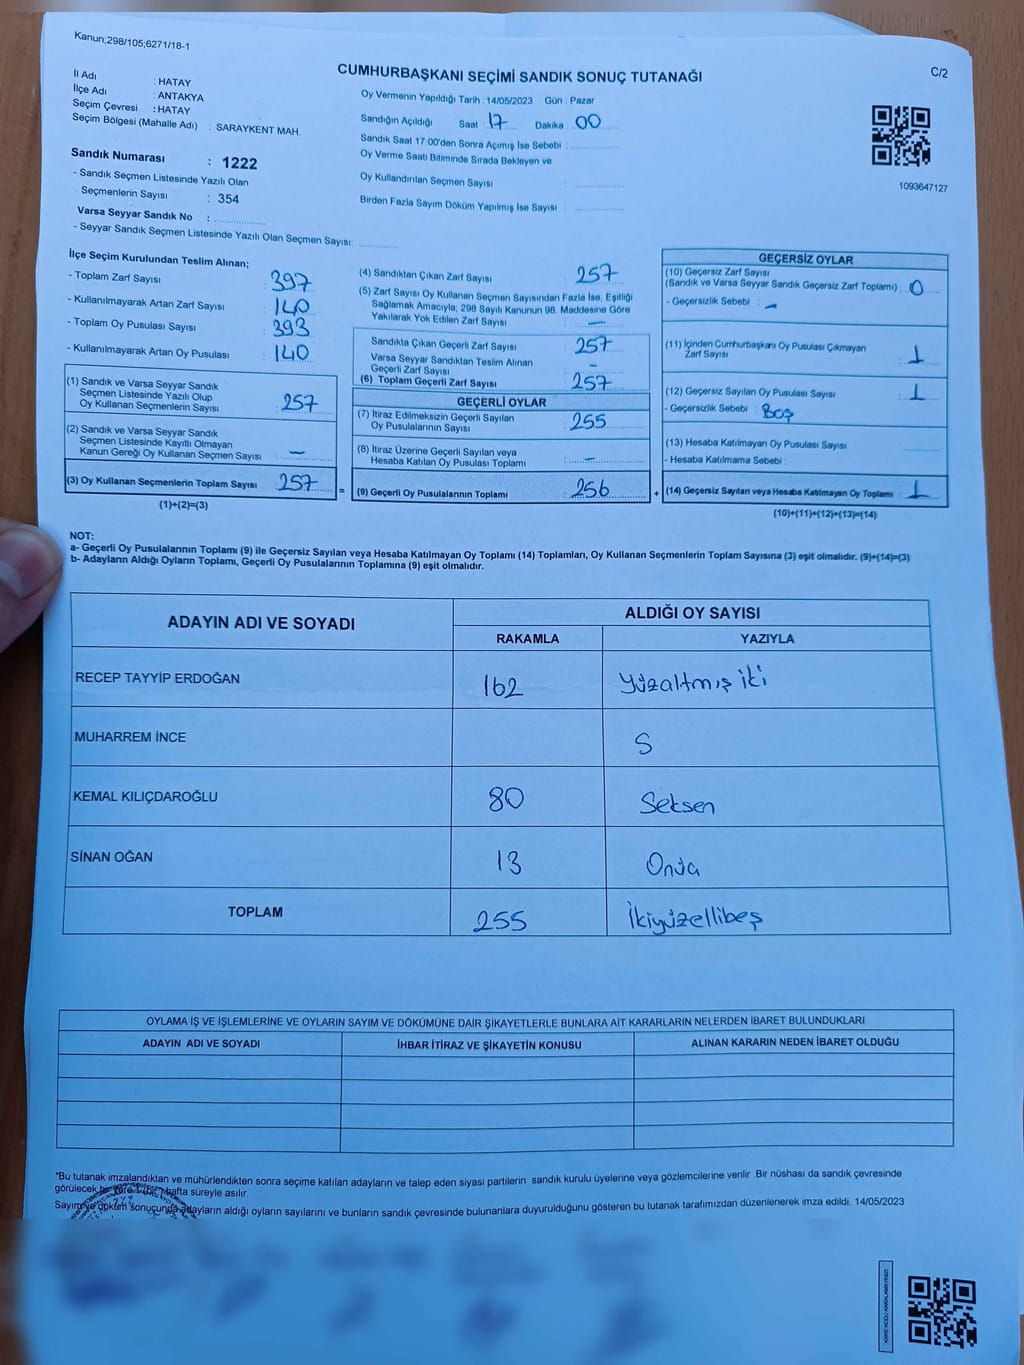 Kanun;298/105;6271/18-1
CUMHURBAŞKANI SEÇİMİ SANDIK SONUÇ TUTANAĞI
C/2
İl Adı : HATAY
İlçe Adı : ANTAKYA
Seçim Çevresi : HATAY
Seçim Bölgesi (Mahalle Adı) : SARAYKENT MAH.
Sandık Numarası : 1222
- Sandık Seçmen Listesinde Yazılı Olan
Seçmenlerin Sayısı : 354
Varsa Seyyar Sandık No :
- Seyyar Sandık Seçmen Listesinde Yazılı Olan Seçmen Sayısı:
Oy Vermenin Yapıldığı Tarih : 14/05/2023 Gün : Pazar
Sandığın Açıldığı Saat : 17 Dakika : 00
Sandık Saat 17:00'den Sonra Açımış İse Sebebi :
Oy Verme Saati Bitiminde Sırada Bekleyen ve
Oy Kullandırılan Seçmen Sayısı :
Birden Fazla Sayım Döküm Yapılmış İse Sayısı :
1093647127
İlçe Seçim Kurulundan Teslim Alınan;
- Toplam Zarf Sayısı : 397
- Kullanılmayarak Artan Zarf Sayısı : 140
- Toplam Oy Pusulası Sayısı : 393
- Kullanılmayarak Artan Oy Pusulası : 140
(1) Sandık ve Varsa Seyyar Sandık
Seçmen Listesinde Yazılı Olup
Oy Kullanan Seçmenlerin Sayısı : 257
(2) Sandık ve Varsa Seyyar Sandık
Seçmen Listesinde Kayıtlı Olmayan
Kanun Gereği Oy Kullanan Seçmen Sayısı : —
(3) Oy Kullanan Seçmenlerin Toplam Sayısı : 257
(1)+(2)=(3)
(4) Sandıktan Çıkan Zarf Sayısı : 257
(5) Zarf Sayısı Oy Kullanan Seçmen Sayısından Fazla İse, Eşitliği
Sağlamak Amacıyla; 298 Sayılı Kanunun 98. Maddesine Göre
Yakılarak Yok Edilen Zarf Sayısı : —
Sandıkta Çıkan Geçerli Zarf Sayısı : 257
Varsa Seyyar Sandıktan Teslim Alınan
Geçerli Zarf Sayısı : -
(6) Toplam Geçerli Zarf Sayısı : 257
GEÇERLİ OYLAR
(7) İtiraz Edilmeksizin Geçerli Sayılan
Oy Pusulalarının Sayısı : 255
(8) İtiraz Üzerine Geçerli Sayılan veya
Hesaba Katılan Oy Pusulası Toplamı : -
= (9) Geçerli Oy Pusulalarının Toplamı : 256
GEÇERSİZ OYLAR
(10) Geçersiz Zarf Sayısı
(Sandık ve Varsa Seyyar Sandık Geçersiz Zarf Toplamı) : 0
- Geçersizlik Sebebi : -
(11) İçinden Cumhurbaşkanı Oy Pusulası Çıkmayan
Zarf Sayısı : 1
(12) Geçersiz Sayılan Oy Pusulası Sayısı : 1
- Geçersizlik Sebebi : Boş
(13) Hesaba Katılmayan Oy Pusulası Sayısı :
- Hesaba Katılmama Sebebi :
+ (14) Geçersiz Sayılan veya Hesaba Katılmayan Oy Toplamı : 1
(10)+(11)+(12)+(13)=(14)
NOT:
a- Geçerli Oy Pusulalarının Toplamı (9) ile Geçersiz Sayılan veya Hesaba Katılmayan Oy Toplamı (14) Toplamları, Oy Kullanan Seçmenlerin Toplam Sayısına (3) eşit olmalıdır. (9)+(14)=(3)
b- Adayların Aldığı Oyların Toplamı, Geçerli Oy Pusulalarının Toplamına (9) eşit olmalıdır.
ADAYIN ADI VE SOYADI
ALDIĞI OY SAYISI
RAKAMLA YAZIYLA
RECEP TAYYİP ERDOĞAN 162 Yüzaltmış iki
MUHARREM İNCE S
KEMAL KILIÇDAROĞLU 80 Seksen
SİNAN OĞAN 13 Onüç
TOPLAM 255 İkiyüzellibeş
OYLAMA İŞ VE İŞLEMLERİNE VE OYLARIN SAYIM VE DÖKÜMÜNE DAİR ŞİKAYETLERLE BUNLARA AİT KARARLARIN NELERDEN İBARET BULUNDUKLARI
ADAYIN ADI VE SOYADI İHBAR İTİRAZ VE ŞİKAYETİN KONUSU ALINAN KARARIN NEDEN İBARET OLDUĞU
*Bu tutanak imzalandıktan ve mühürlendikten sonra seçime katılan adayların ve talep eden siyasi partilerin sandık kurulu üyelerine veya gözlemcilerine verilir. Bir nüshası da sandık çevresinde
görülecek bir yere 1 (bir) hafta süreyle asılır.
Sayım ve döküm sonucunda adayların aldığı oyların sayılarını ve bunların sandık çevresinde bulunanlara duyurulduğunu gösteren bu tutanak tarafımızdan düzenlenerek imza edildi. 14/05/2023